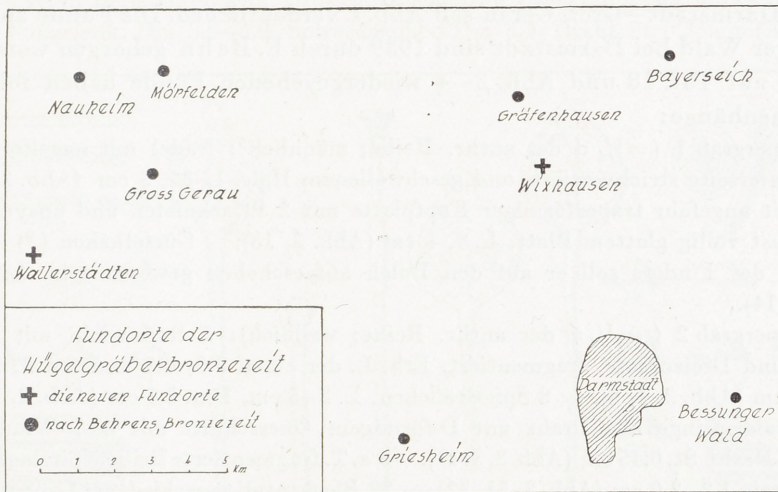 Bayerseich
Nauheim
Mörfelden
Gräfenhausen
Wixhausen
Gross Gerau
Wallerstädten
Fundorte der
Hügelgräberbronzezeit
die neuen Fundorte
nach Behrens, Bronzezeit
0 1 2 3 4 5 Km
Darmstadt
Bessunger
Wald
Griesheim